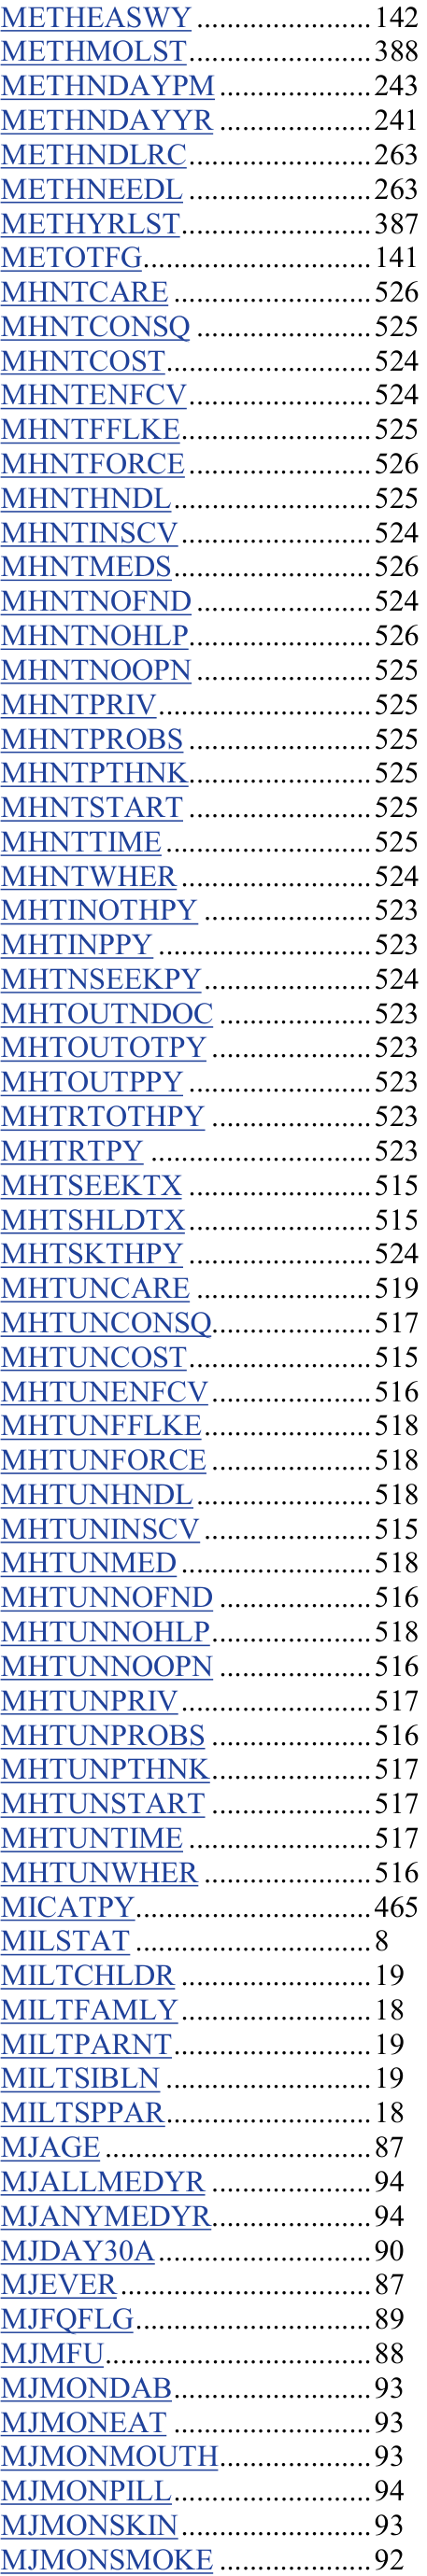 METHEASWY ........................ 142
METHMOLST......................... 388
METHNDAYPM ..................... 243
METHNDAYYR ..................... 241
METHNDLRC......................... 263
METHNEEDL ......................... 263
METHYRLST.......................... 387
METOTFG............................... 141
MHNTCARE ........................... 526
MHNTCONSQ ........................ 525
MHNTCOST............................ 524
MHNTENFCV......................... 524
MHNTFFLKE.......................... 525
MHNTFORCE ......................... 526
MHNTHNDL........................... 525
MHNTINSCV .......................... 524
MHNTMEDS........................... 526
MHNTNOFND ........................ 524
MHNTNOHLP......................... 526
MHNTNOOPN ........................ 525
MHNTPRIV............................. 525
MHNTPROBS ......................... 525
MHNTPTHNK......................... 525
MHNTSTART ......................... 525
MHNTTIME ............................ 525
MHNTWHER .......................... 524
MHTINOTHPY ....................... 523
MHTINPPY ............................. 523
MHTNSEEKPY....................... 524
MHTOUTNDOC ..................... 523
MHTOUTOTPY ...................... 523
MHTOUTPPY ......................... 523
MHTRTOTHPY ...................... 523
MHTRTPY .............................. 523
MHTSEEKTX ......................... 515
MHTSHLDTX......................... 515
MHTSKTHPY ......................... 524
MHTUNCARE ........................ 519
MHTUNCONSQ...................... 517
MHTUNCOST......................... 515
MHTUNENFCV...................... 516
MHTUNFFLKE....................... 518
MHTUNFORCE ...................... 518
MHTUNHNDL........................ 518
MHTUNINSCV ....................... 515
MHTUNMED .......................... 518
MHTUNNOFND ..................... 516
MHTUNNOHLP...................... 518
MHTUNNOOPN ..................... 516
MHTUNPRIV.......................... 517
MHTUNPROBS ...................... 516
MHTUNPTHNK...................... 517
MHTUNSTART ...................... 517
MHTUNTIME ......................... 517
MHTUNWHER ....................... 516
MICATPY................................ 465
MILSTAT ................................ 8
MILTCHLDR .......................... 19
MILTFAMLY .......................... 18
MILTPARNT........................... 19
MILTSIBLN ............................ 19
MILTSPPAR............................ 18
MJAGE .................................... 87
MJALLMEDYR ...................... 94
MJANYMEDYR...................... 94
MJDAY30A ............................. 90
MJEVER .................................. 87
MJFQFLG................................ 89
MJMFU.................................... 88
MJMONDAB........................... 93
MJMONEAT ........................... 93
MJMONMOUTH..................... 93
MJMONPILL........................... 94
MJMONSKIN .......................... 93
MJMONSMOKE ..................... 92